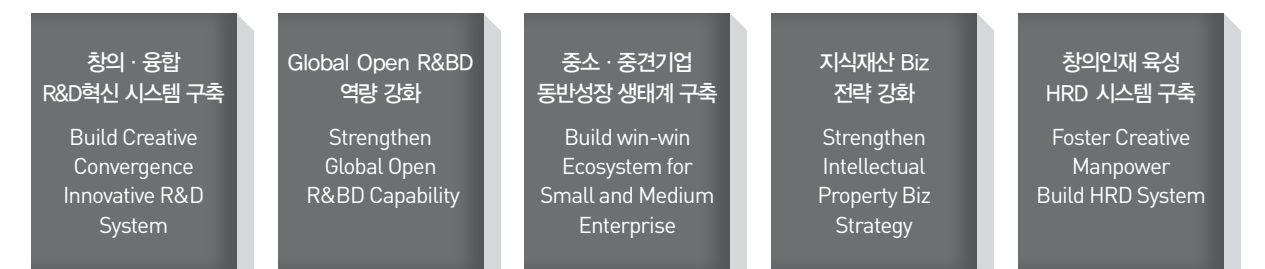 창의 · 융합
R&D혁신 시스템 구축
Build Creative
Convergence
Innovative R&D
System
Global Open R&BD
역량 강화
Strengthen
Global Open
R&BD Capability
중소 · 중견기업
동반성장 생태계 구축
Build win-win
Ecosystem for
Small and Medium
Enterprise
지식재산 Biz
전략 강화
Strengthen
Intellectual
Property Biz
Strategy
창의인재 육성
HRD 시스템 구축
Foster Creative
Manpower
Build HRD System